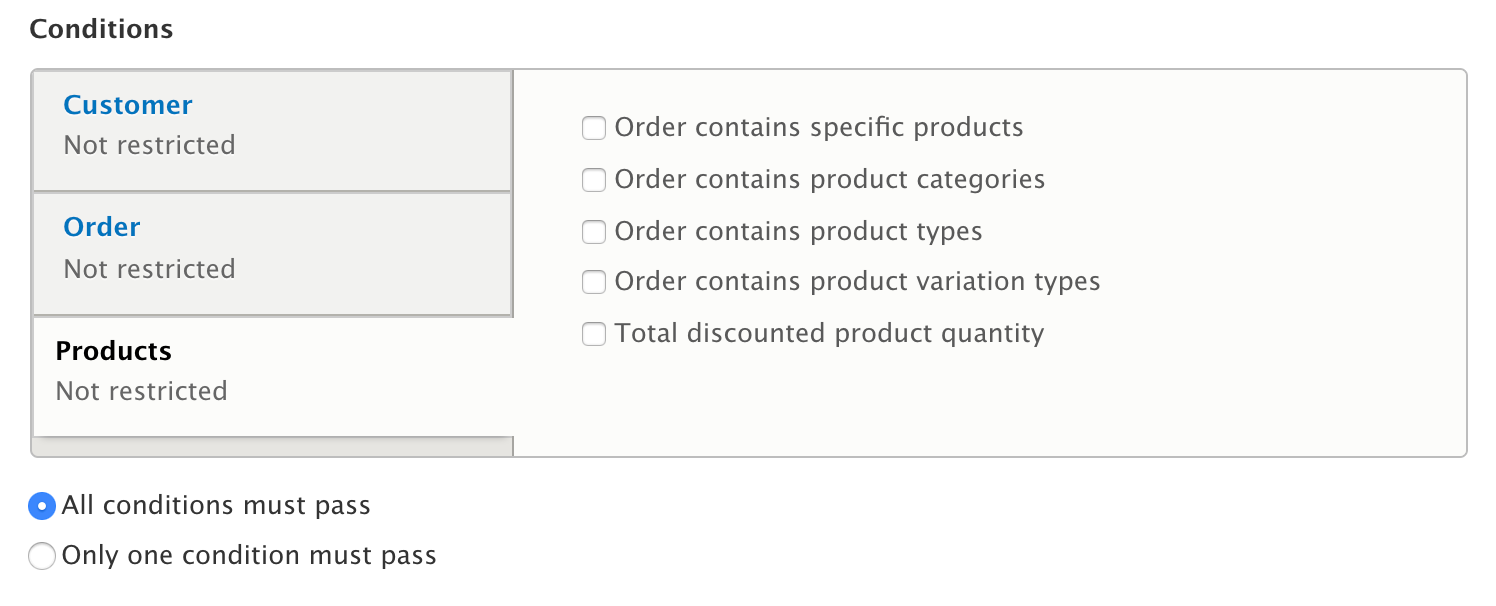 Conditions
Customer
Not restricted
Order
Not restricted
Products
Not restricted
Order contains specific products
Order contains product categories
Order contains product types
Order contains product variation types
Total discounted product quantity
All conditions must pass
Only one condition must pass